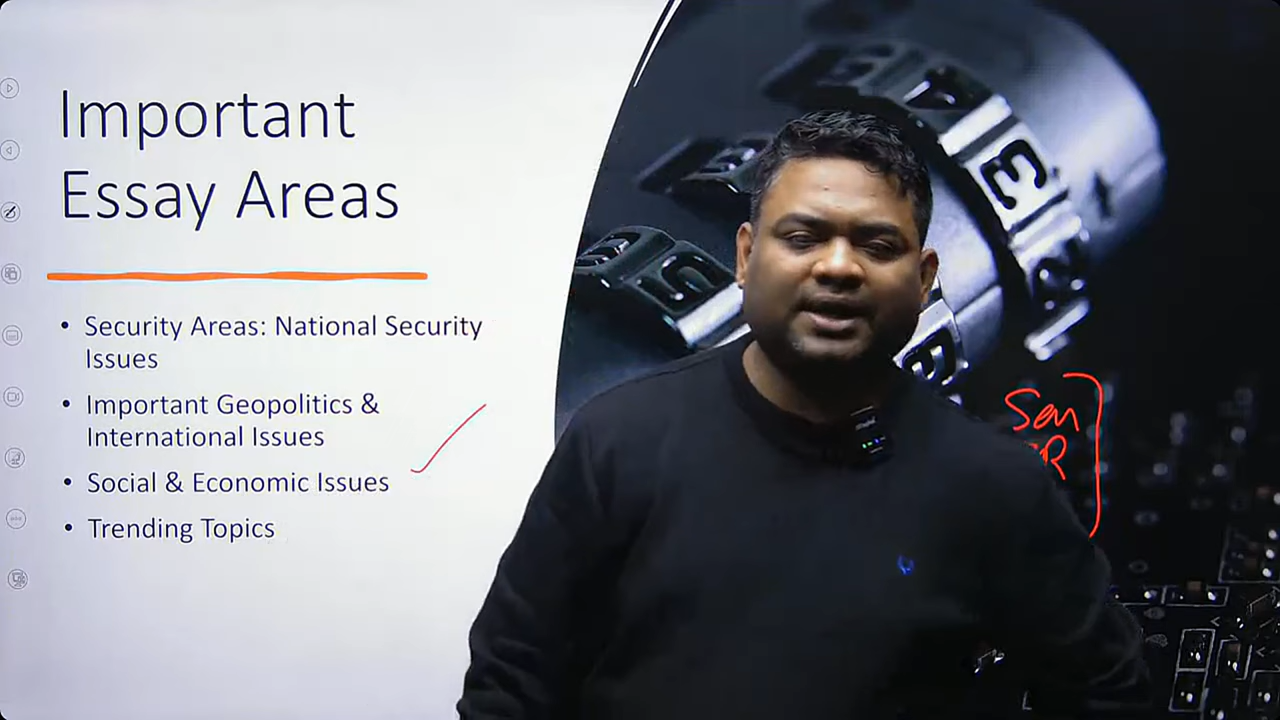 Important
Essay Areas
• Security Areas: National Security
Issues
• Important Geopolitics &
International Issues
• Social & Economic Issues
• Trending Topics